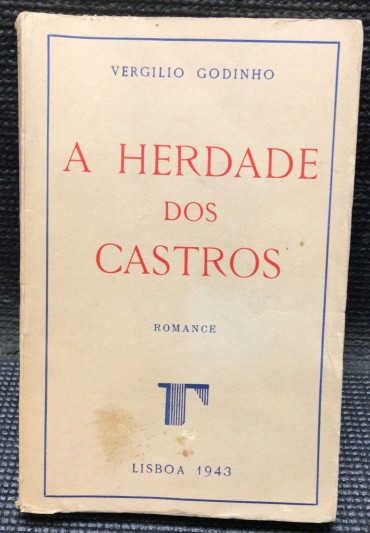 VERGILIO GODINHO
A HERDADE
DOS
CASTROS
ROMANCE
LISBOA 1943